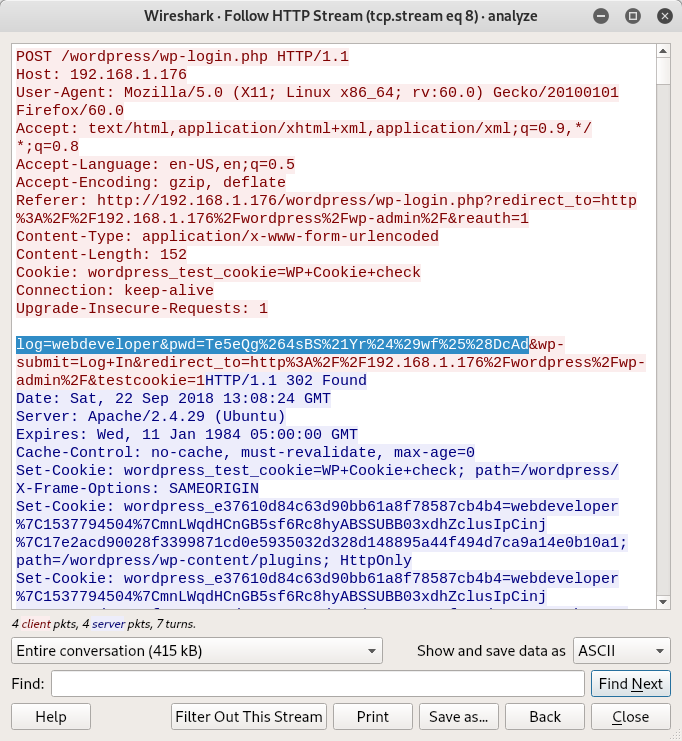 Wireshark · Follow HTTP Stream (tcp.stream eq 8) · analyze
POST /wordpress/wp-login.php HTTP/1.1
Host: 192.168.1.176
User-Agent: Mozilla/5.0 (X11; Linux x86_64; rv:60.0) Gecko/20100101
Firefox/60.0
Accept: text/html,application/xhtml+xml,application/xml;q=0.9,*/
*;q=0.8
Accept-Language: en-US,en;q=0.5
Accept-Encoding: gzip, deflate
Referer: http://192.168.1.176/wordpress/wp-login.php?redirect_to=http
%3A%2F%2F192.168.1.176%2Fwordpress%2Fwp-admin%2F&reauth=1
Content-Type: application/x-www-form-urlencoded
Content-Length: 152
Cookie: wordpress_test_cookie=WP+Cookie+check
Connection: keep-alive
Upgrade-Insecure-Requests: 1
log=webdeveloper&pwd=Te5eQg%264sBS%21Yr%24%29wf%25%28DcAd&wp-
submit=Log+In&redirect_to=http%3A%2F%2F192.168.1.176%2Fwordpress%2Fwp-
admin%2F&testcookie=1HTTP/1.1 302 Found
Date: Sat, 22 Sep 2018 13:08:24 GMT
Server: Apache/2.4.29 (Ubuntu)
Expires: Wed, 11 Jan 1984 05:00:00 GMT
Cache-Control: no-cache, must-revalidate, max-age=0
Set-Cookie: wordpress_test_cookie=WP+Cookie+check; path=/wordpress/
X-Frame-Options: SAMEORIGIN
Set-Cookie: wordpress_e37610d84c63d90bb61a8f78587cb4b4=webdeveloper
%7C1537794504%7CmnLWqdHCnGB5sf6Rc8hyABSSUBB03xdhZclusIpCinj
%7C17e2acd90028f3399871cd0e5935032d328d148895a44f494d7ca9a14e0b10a1;
path=/wordpress/wp-content/plugins; HttpOnly
Set-Cookie: wordpress_e37610d84c63d90bb61a8f78587cb4b4=webdeveloper
%7C1537794504%7CmnLWqdHCnGB5sf6Rc8hyABSSUBB03xdhZclusIpCinj
4 client pkts, 4 server pkts, 7 turns.
Entire conversation (415 kB)
Show and save data as ASCII
Find:
Find Next
Help
Filter Out This Stream
Print
Save as...
Back
Close